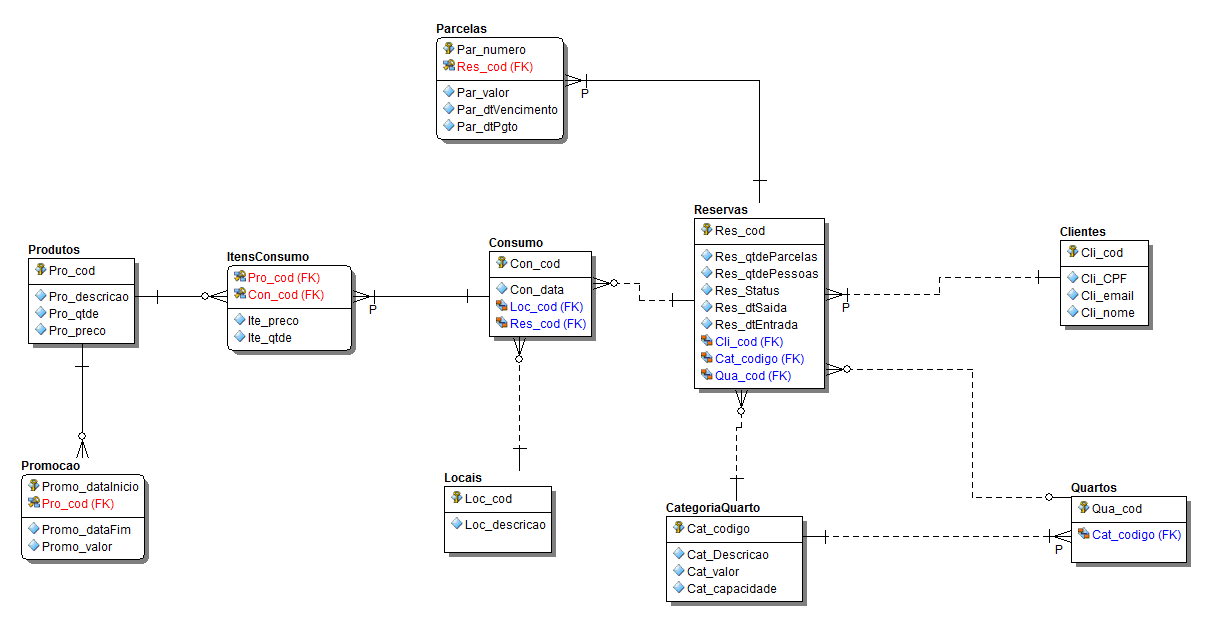 Parcelas
Par_numero
Res_cod (FK)
Par_valor
Par_dtVencimento
Par_dtPgto
P
Produtos
Pro_cod
Pro_descricao
Pro_qtde
Pro_preco
ItensConsumo
Pro_cod (FK)
Con_cod (FK)
Ite_preco
Ite_qtde
P
Consumo
Con_cod
Con_data
Loc_cod (FK)
Res_cod (FK)
Reservas
Res_cod
Res_qtdeParcelas
Res_qtdePessoas
Res_Status
Res_dtSaida
Res_dtEntrada
Cli_cod (FK)
Cat_codigo (FK)
Qua_cod (FK)
P
Clientes
Cli_cod
Cli_CPF
Cli_email
Cli_nome
Promocao
Promo_dataInicio
Pro_cod (FK)
Promo_dataFim
Promo_valor
Locais
Loc_cod
Loc_descricao
CategoriaQuarto
Cat_codigo
Cat_Descricao
Cat_valor
Cat_capacidade
P
Quartos
Qua_cod
Cat_codigo (FK)